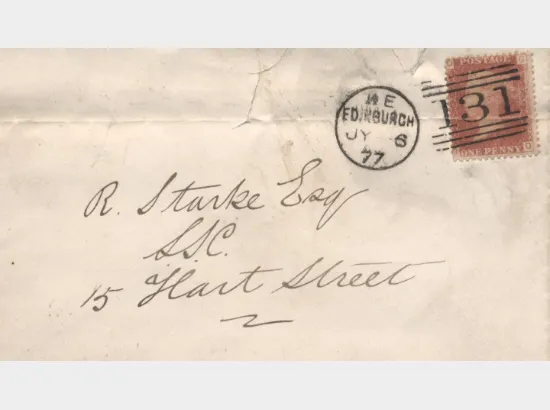 POSTAGE
131
ONE PENNY
E
EDINBURGH
JY 6
77
R. Starke Esq
S.S.C.
15 Hart Street